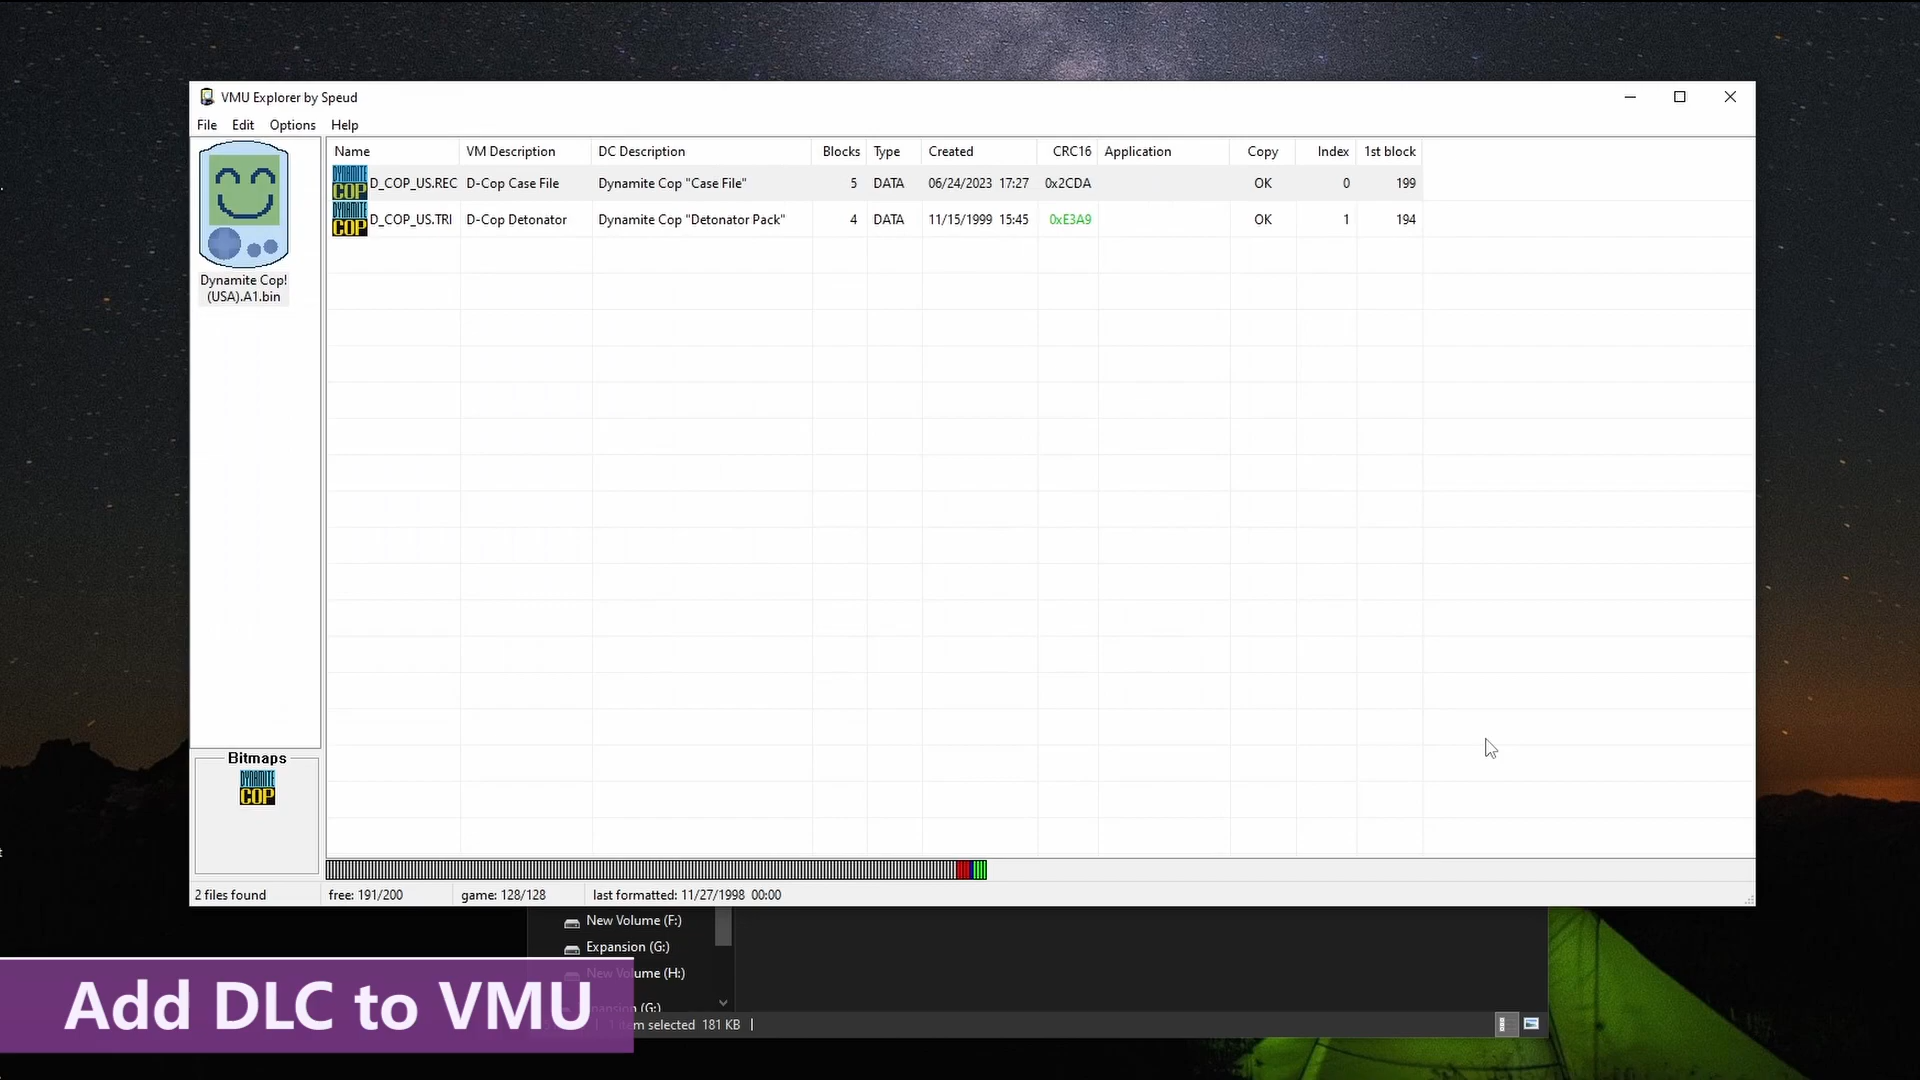 VMU Explorer by Speud
File Edit Options Help
Name VM Description DC Description Blocks Type Created CRC16 Application Copy Index 1st block
DYNAMITE COP D_COP_US.REC D-Cop Case File Dynamite Cop "Case File" 5 DATA 06/24/2023 17:27 0x2CDA OK 0 199
DYNAMITE COP D_COP_US.TRI D-Cop Detonator Dynamite Cop "Detonator Pack" 4 DATA 11/15/1999 15:45 0xE3A9 OK 1 194
Dynamite Cop!
(USA).A1.bin
Bitmaps
DYNAMITE
COP
2 files found free: 191/200 game: 128/128 last formatted: 11/27/1998 00:00
New Volume (F:)
Expansion (G:)
New Volume (H:)
Expansion (G:)
item selected 181 KB
Add DLC to VMU